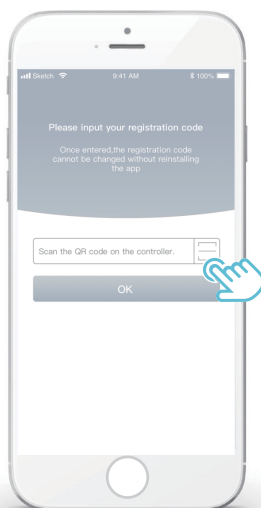 Sketch 9:41 AM 100%
Please input your registration code
Once entered,the registration code
cannot be changed without reinstalling
the app
Scan the QR code on the controller.
OK